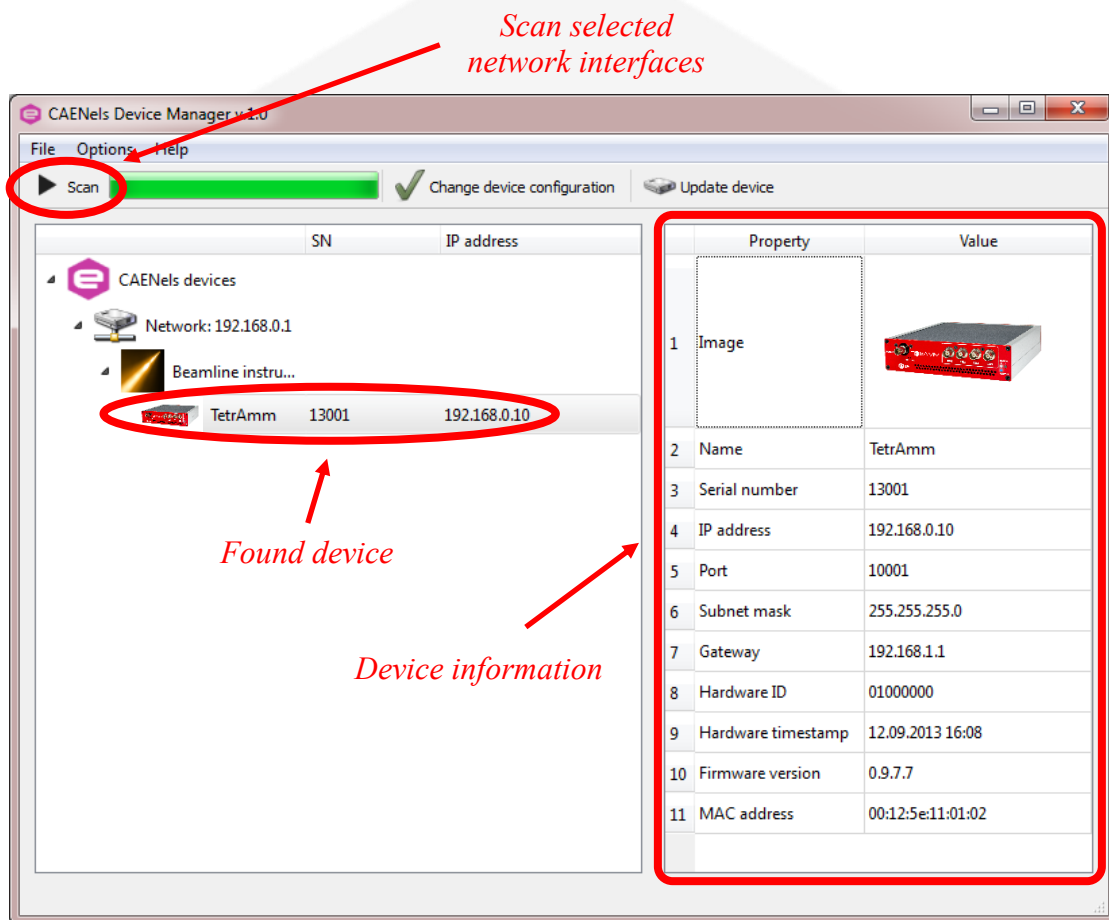 Scan selected
network interfaces
CAENels Device Manager v.1.0
File Options Help
Scan Change device configuration Update device
SN IP address
CAENels devices
Network: 192.168.0.1
Beamline instru...
TetrAmm 13001 192.168.0.10
Found device
Device information
Property Value
1 Image
2 Name TetrAmm
3 Serial number 13001
4 IP address 192.168.0.10
5 Port 10001
6 Subnet mask 255.255.255.0
7 Gateway 192.168.1.1
8 Hardware ID 01000000
9 Hardware timestamp 12.09.2013 16:08
10 Firmware version 0.9.7.7
11 MAC address 00:12:5e:11:01:02